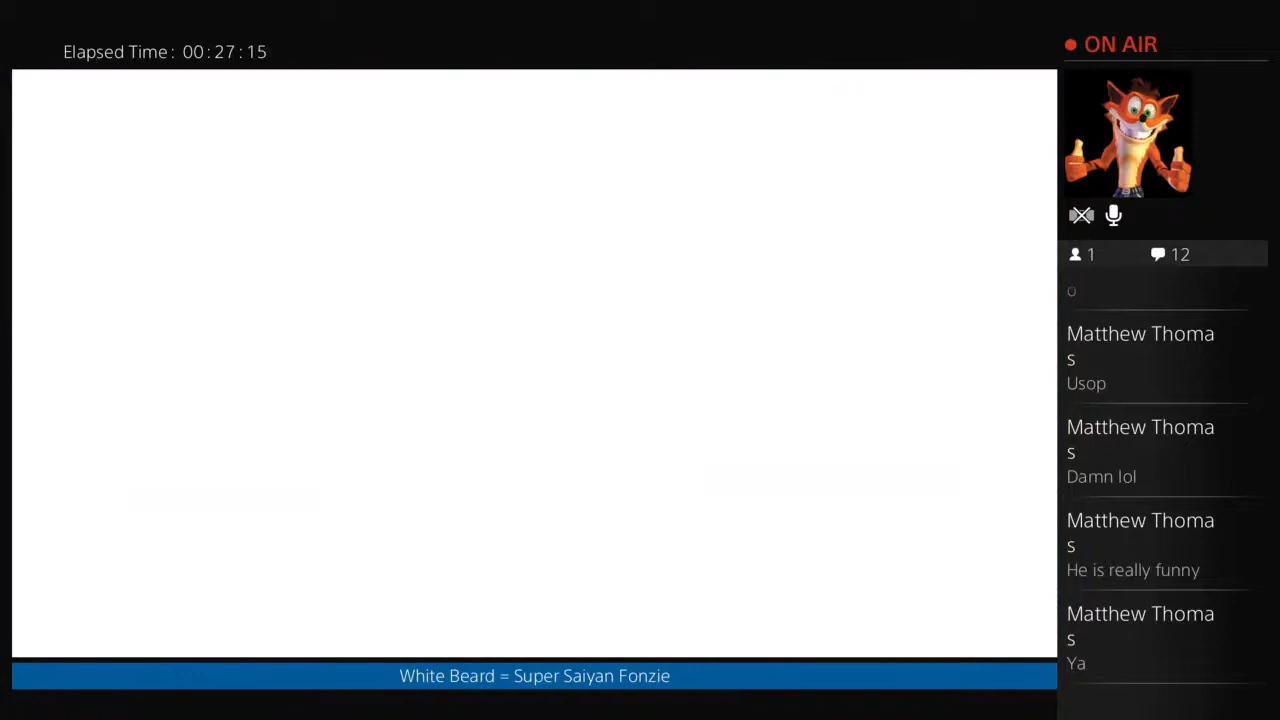 Elapsed Time: 00:27:15
ON AIR
1 12
o
Matthew Thoma
s
Usop
Matthew Thoma
s
Damn lol
Matthew Thoma
s
He is really funny
Matthew Thoma
s
Ya
White Beard = Super Saiyan Fonzie